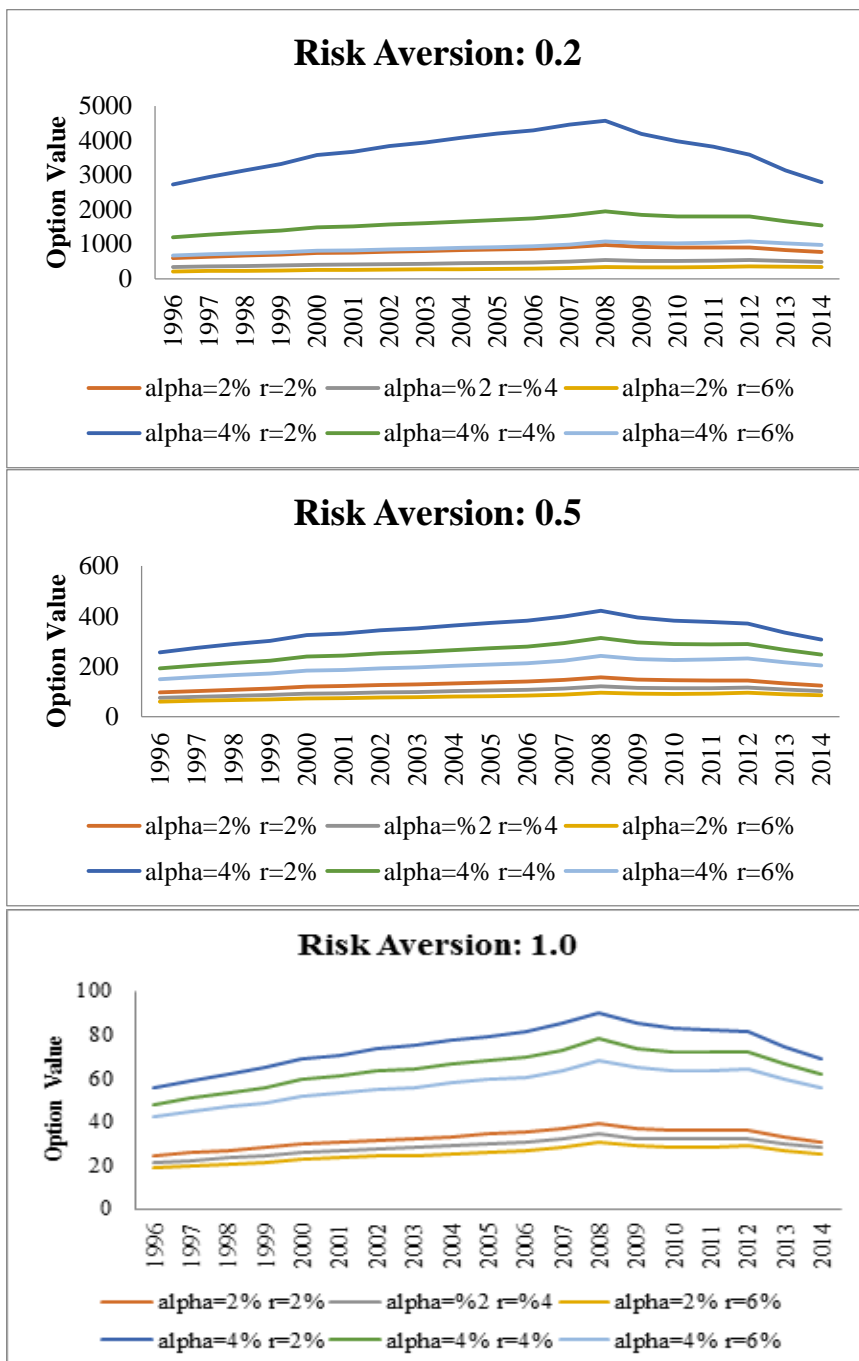 Risk Aversion: 0.2
Option Value
5000
4000
3000
2000
1000
0
1996 1997 1998 1999 2000 2001 2002 2003 2004 2005 2006 2007 2008 2009 2010 2011 2012 2013 2014
alpha=2% r=2% alpha=%2 r=%4 alpha=2% r=6%
alpha=4% r=2% alpha=4% r=4% alpha=4% r=6%
Risk Aversion: 0.5
Option Value
600
400
200
0
1996 1997 1998 1999 2000 2001 2002 2003 2004 2005 2006 2007 2008 2009 2010 2011 2012 2013 2014
alpha=2% r=2% alpha=%2 r=%4 alpha=2% r=6%
alpha=4% r=2% alpha=4% r=4% alpha=4% r=6%
Risk Aversion: 1.0
Option Value
100
80
60
40
20
0
1996 1997 1998 1999 2000 2001 2002 2003 2004 2005 2006 2007 2008 2009 2010 2011 2012 2013 2014
alpha=2% r=2% alpha=%2 r=%4 alpha=2% r=6%
alpha=4% r=2% alpha=4% r=4% alpha=4% r=6%